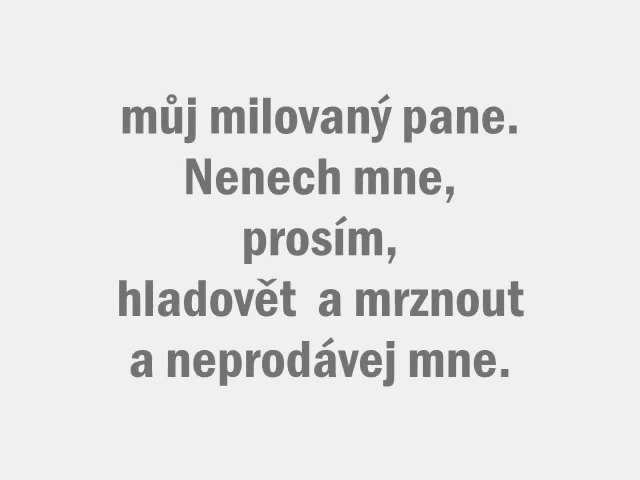 můj milovaný pane.
Nenech mne,
prosím,
hladovět  a mrznout
a neprodávej mne.